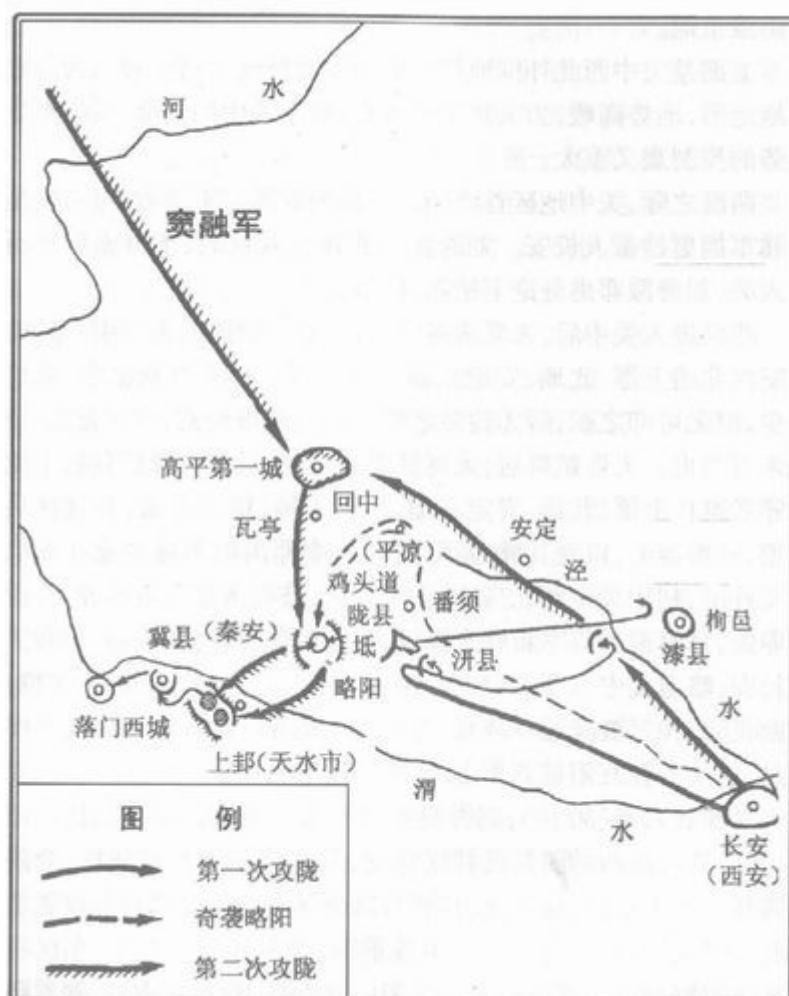 河
水
窦融军
高平第一城
回中
瓦亭
安定
(平凉)
泾
鸡头道
陇县
番须
栒邑
漆县
冀县
(秦安)
坻
汧县
略阳
水
落门西城
上邽(天水市)
渭
水
长安
(西安)
图 例
第一次攻陇
奇袭略阳
第二次攻陇